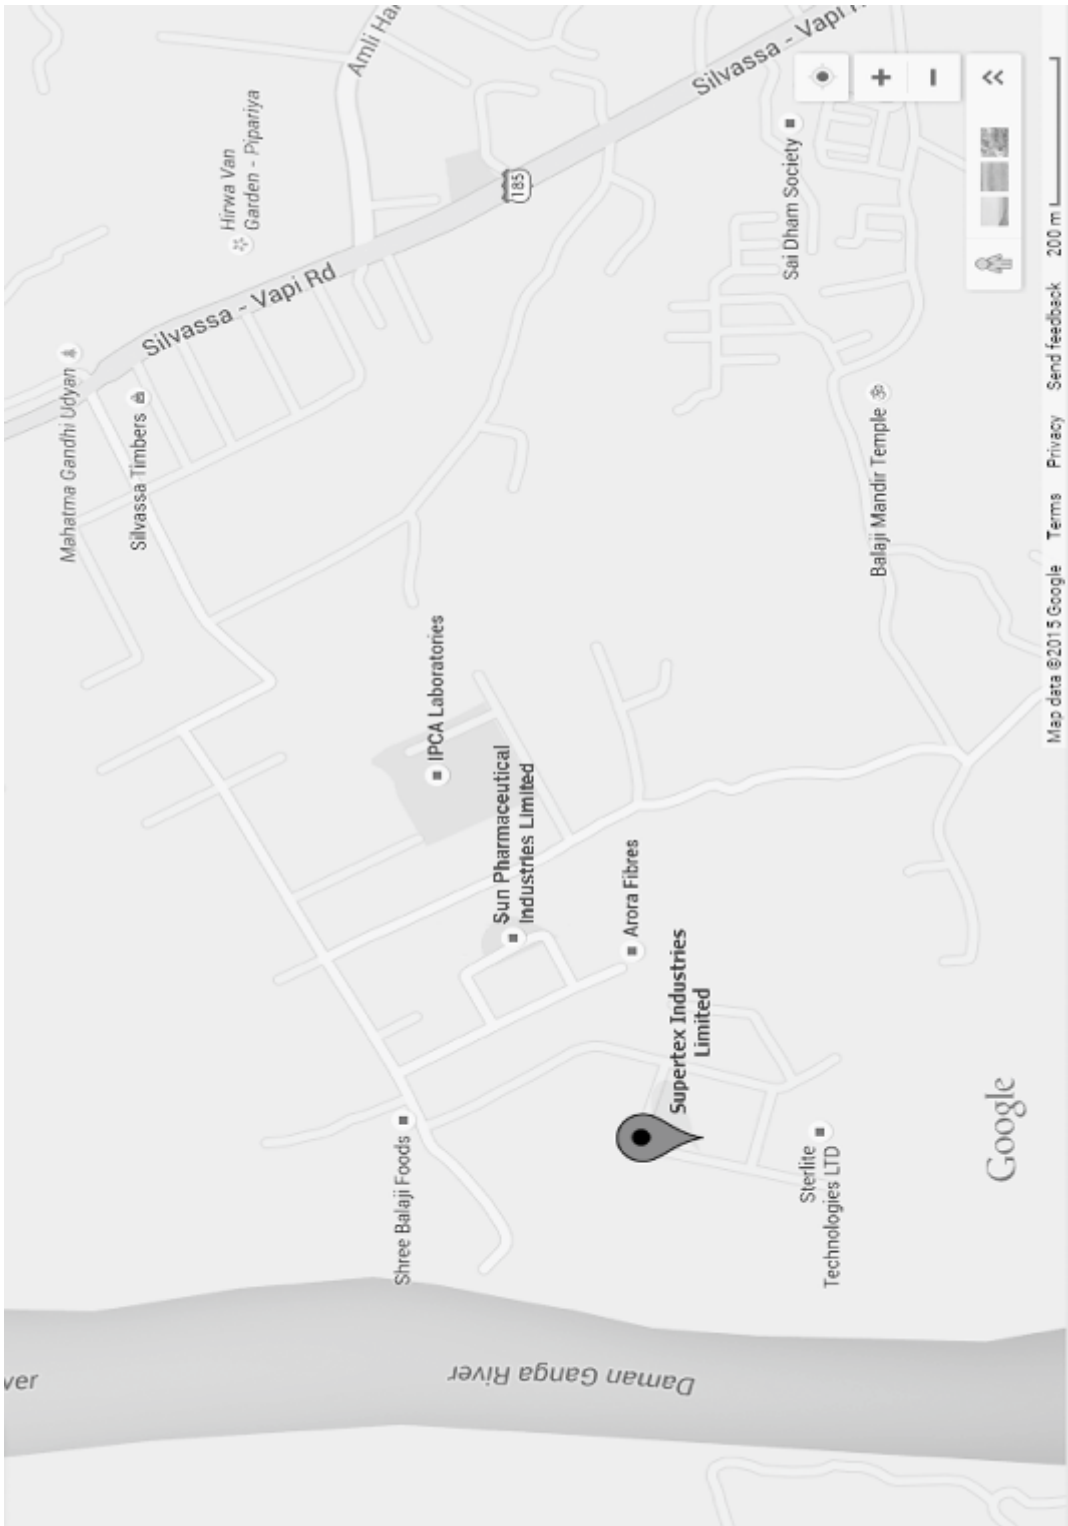 Mahatma Gandhi Udyan
Silvassa Timbers
Hirwa Van
Garden - Pipariya
Silvassa - Vapi Rd
Silvassa - Vapi
185
Sai Dham Society
Balaji Mandir Temple
IPCA Laboratories
Sun Pharmaceutical
Industries Limited
Arora Fibres
Supertex Industries
Limited
Shree Balaji Foods
Sterlite
Technologies LTD
Daman Ganga River
Amli
Google
Map data ©2015 Google Terms Privacy Send feedback 200 m